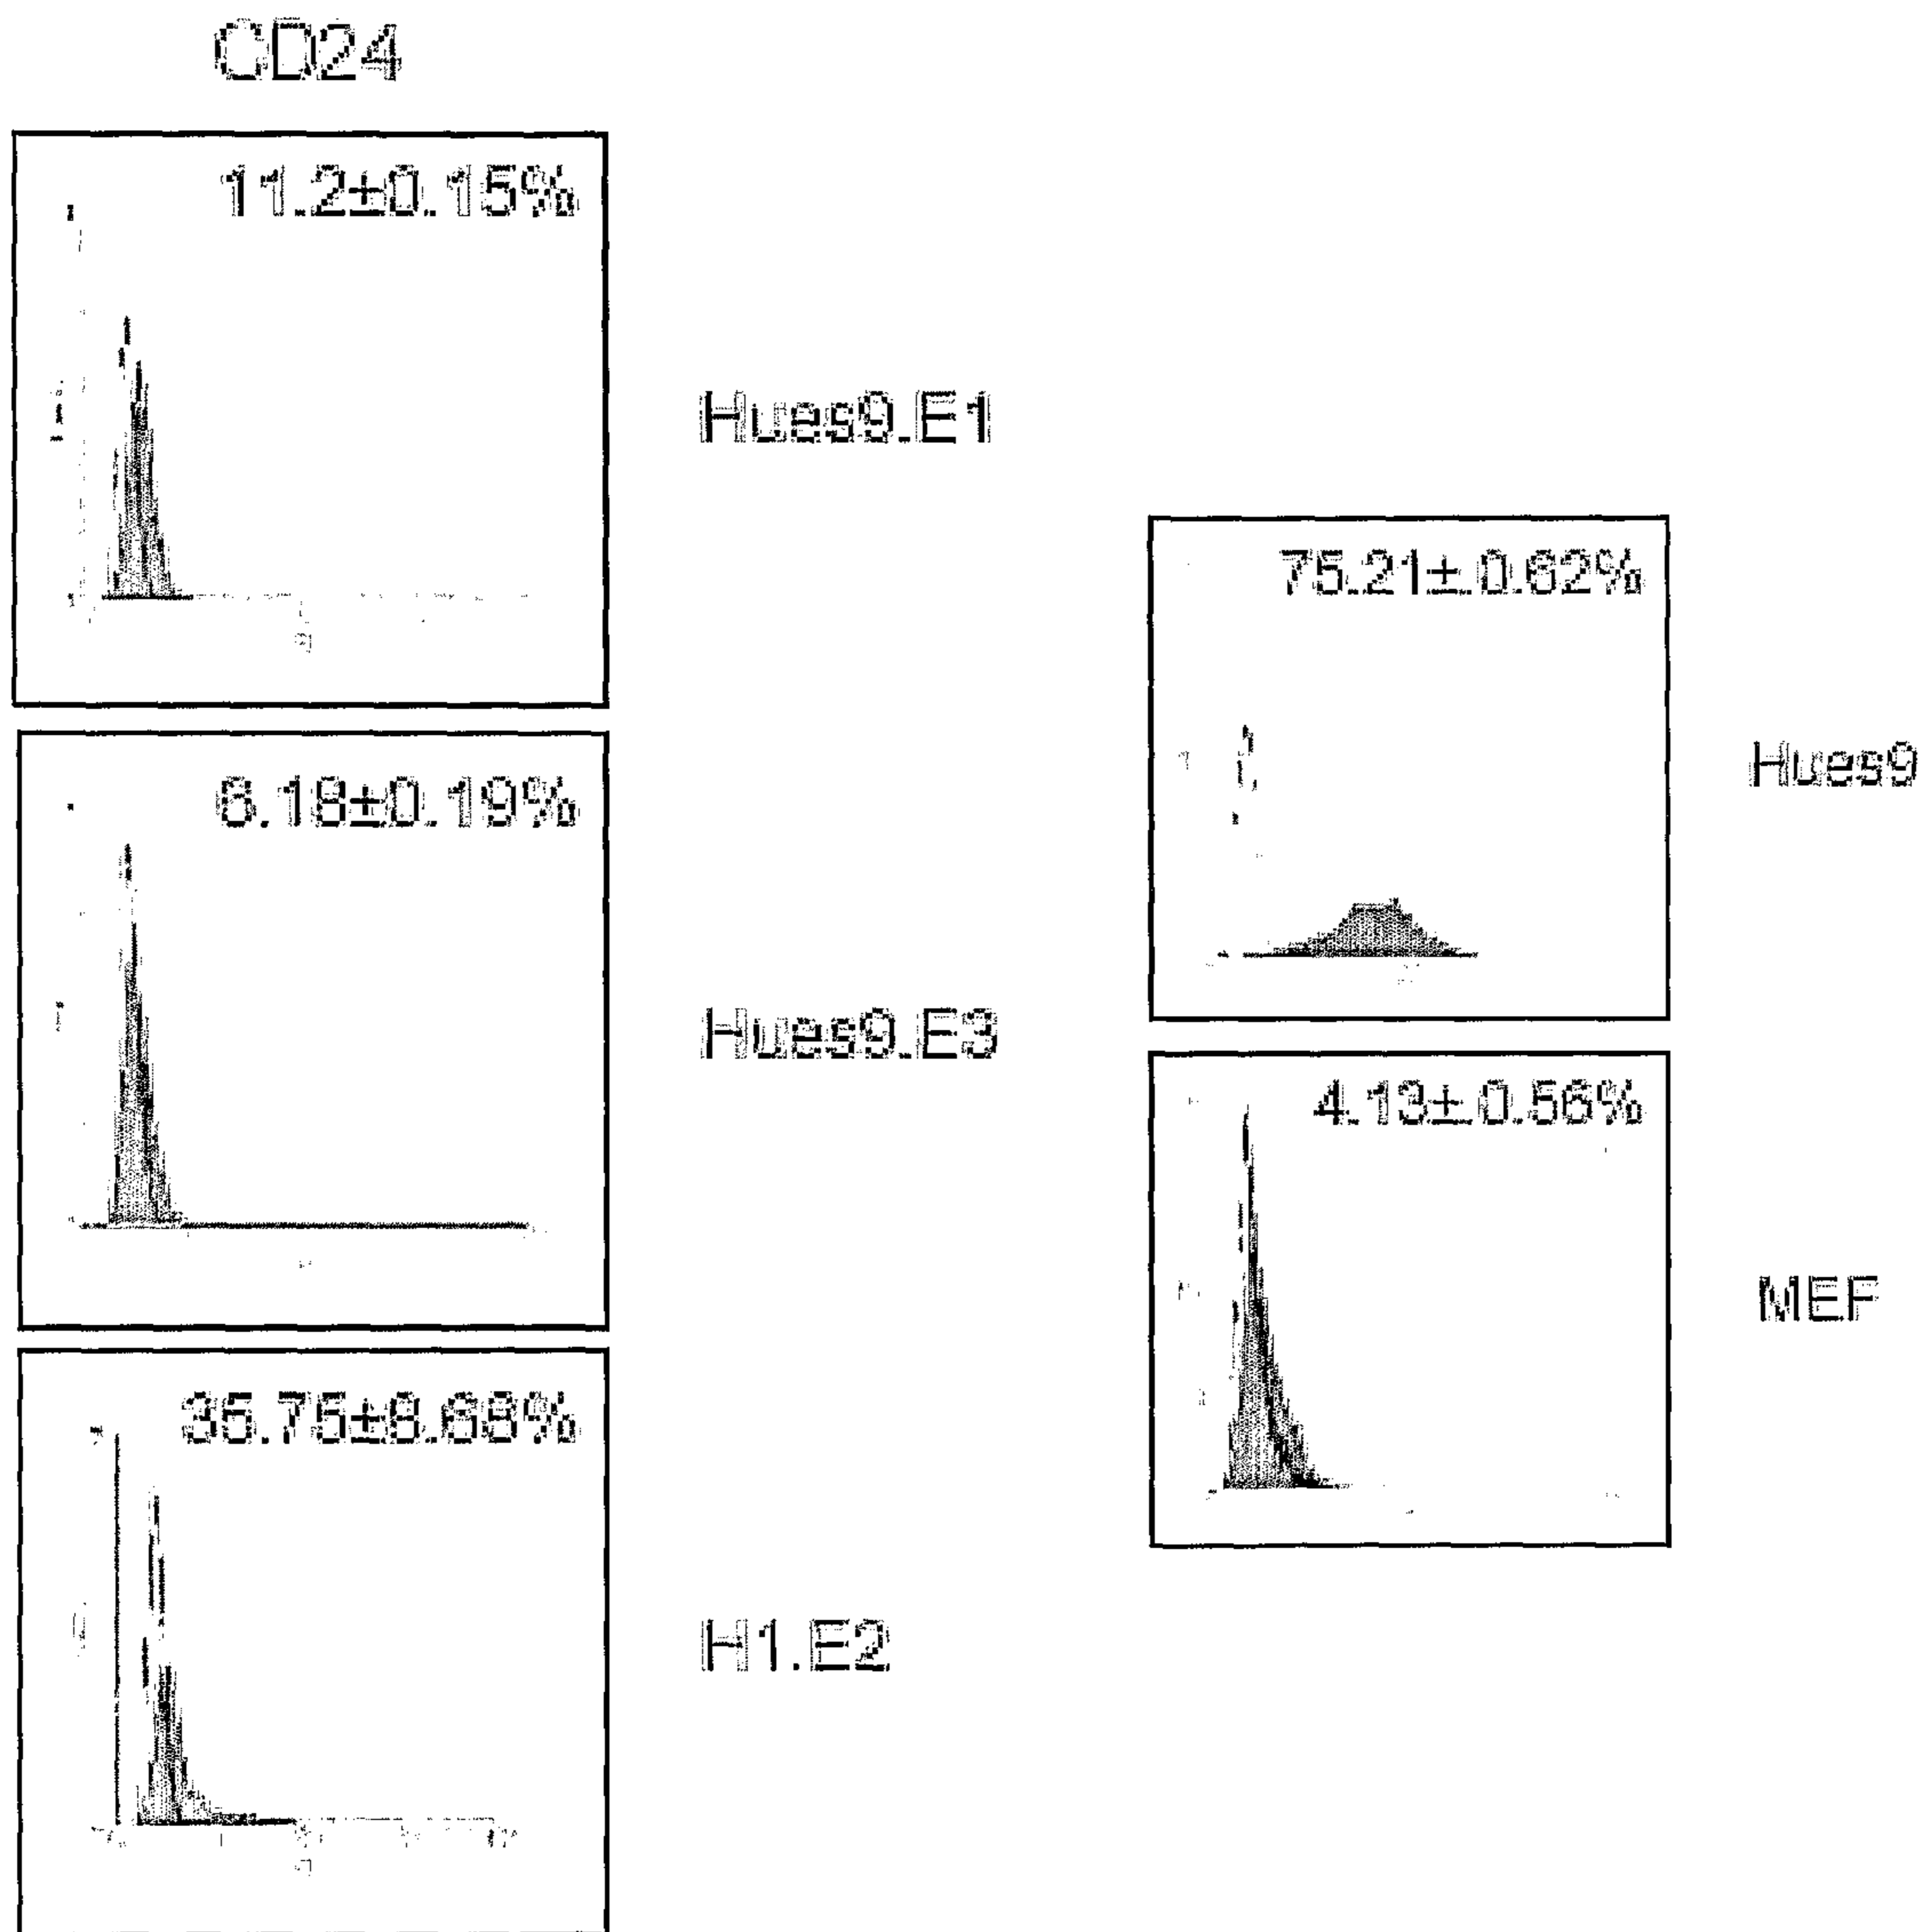 CD24
11.2±0.15%
Hues9.E1
6.18±0.19%
Hues9.E3
35.75±8.68%
H1.E2
75.21±0.62%
Hues9
4.13±0.56%
MEF